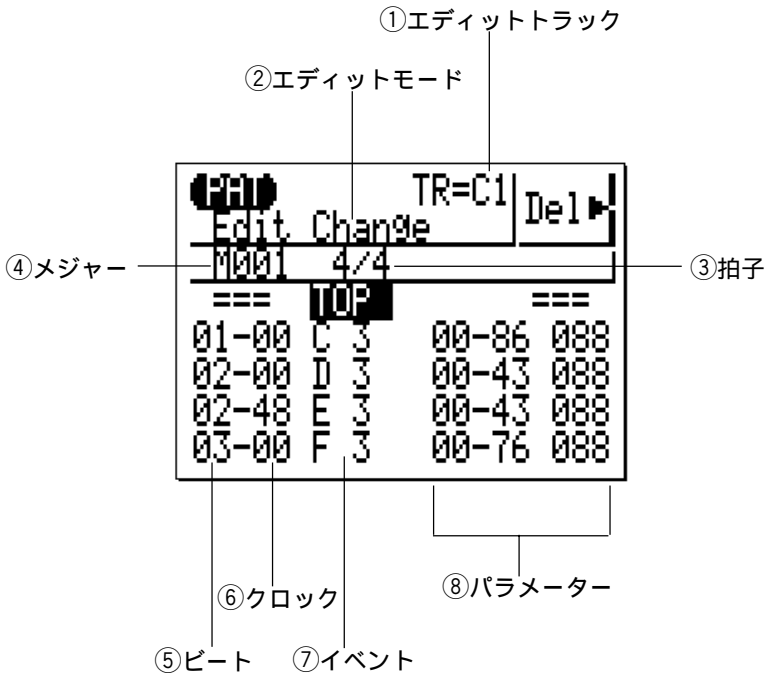 ①エディットトラック
②エディットモード
PAT TR=C1 Del
Edit Change
④メジャー M001 4/4 ③拍子
=== TOP ===
01-00 C 3 00-86 088
02-00 D 3 00-43 088
02-48 E 3 00-43 088
03-00 F 3 00-76 088
⑥クロック ⑧パラメーター
⑤ビート ⑦イベント